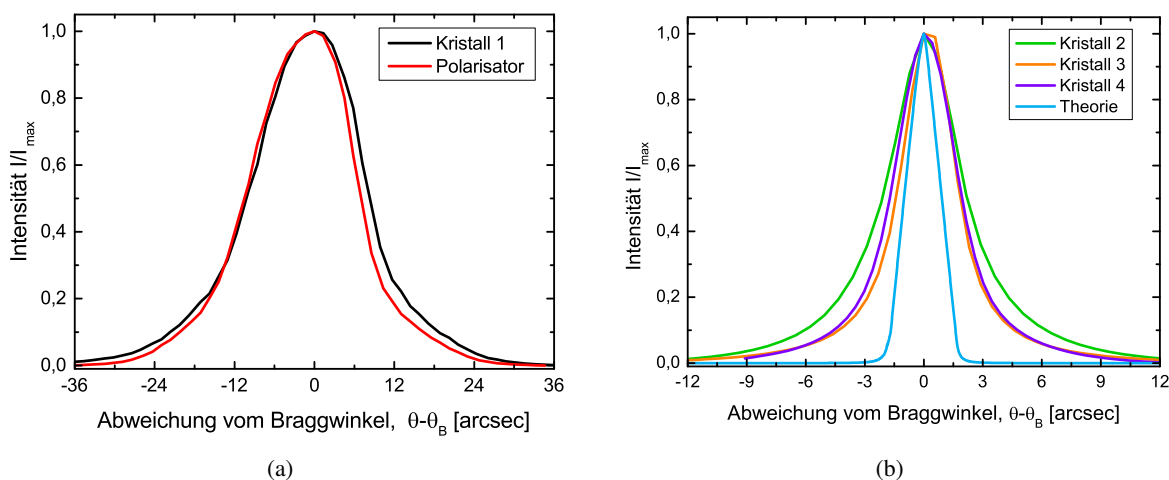 1,0
0,8
0,6
0,4
0,2
0,0
Intensität I/I_max
-36 -24 -12 0 12 24 36
Abweichung vom Braggwinkel, θ-θ_B [arcsec]
Kristall 1
Polarisator
(a)
1,0
0,8
0,6
0,4
0,2
0,0
Intensität I/I_max
-12 -9 -6 -3 0 3 6 9 12
Abweichung vom Braggwinkel, θ-θ_B [arcsec]
Kristall 2
Kristall 3
Kristall 4
Theorie
(b)